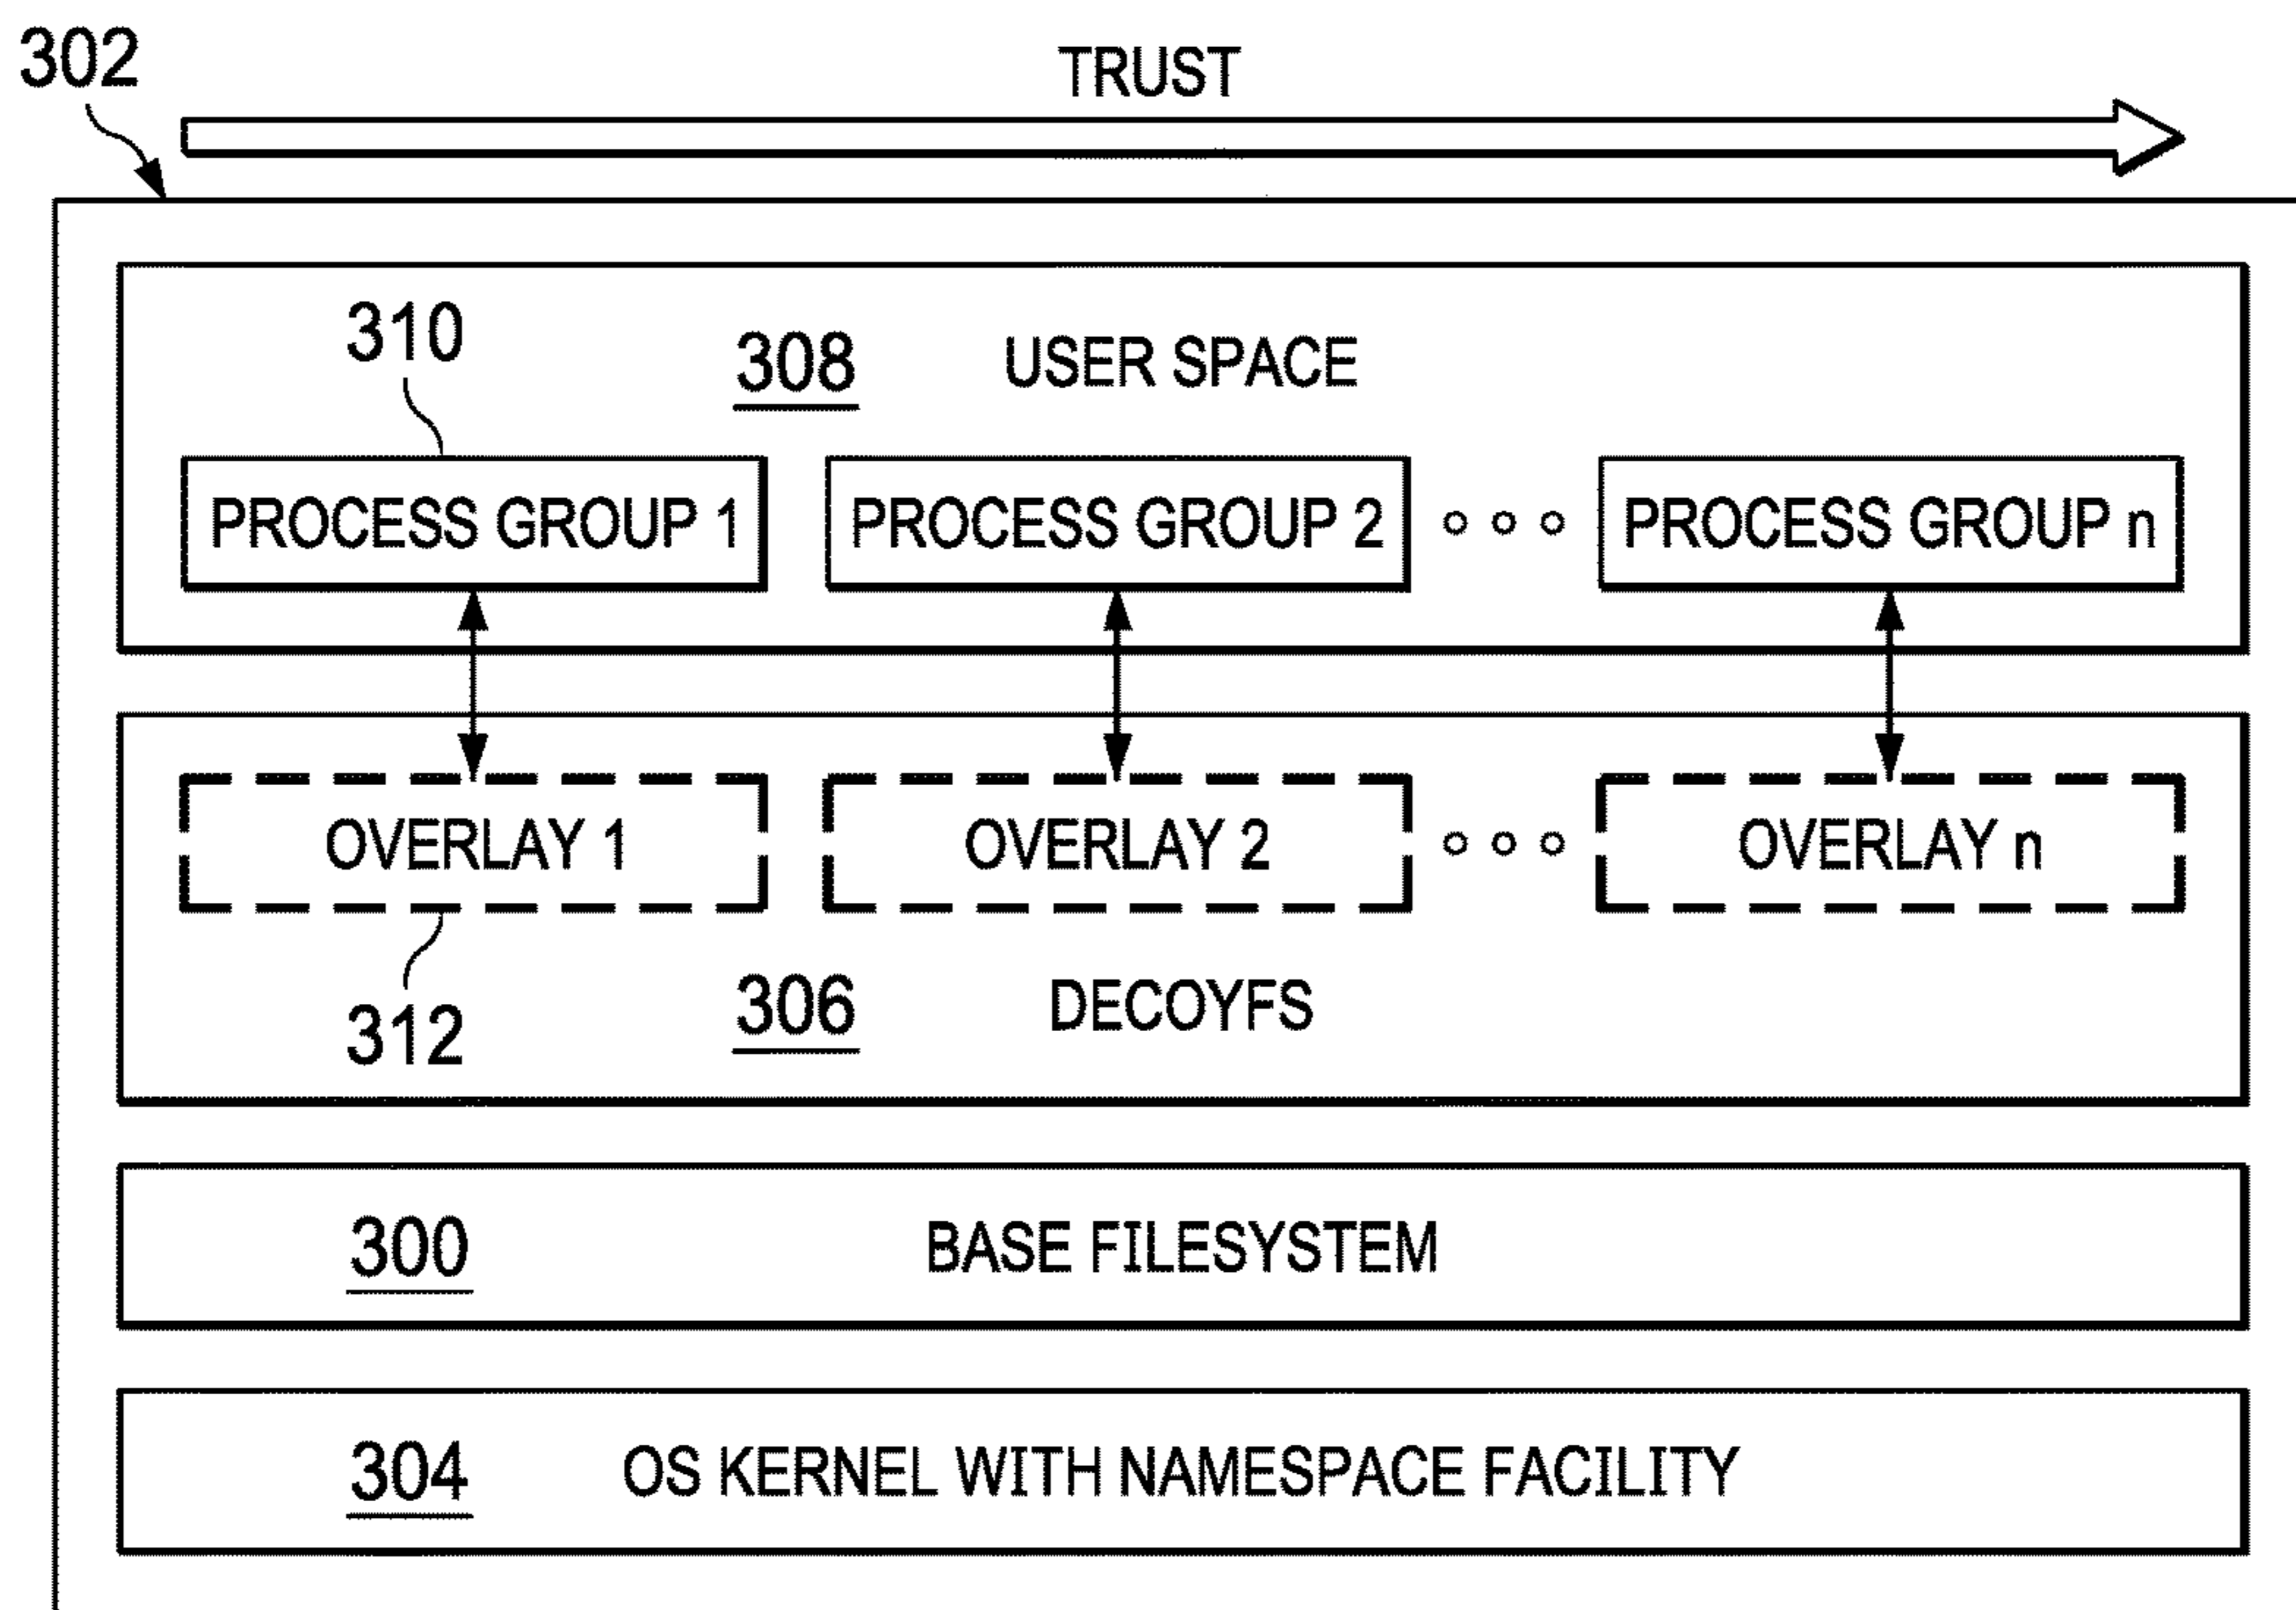 302
TRUST
310
308 USER SPACE
PROCESS GROUP 1 PROCESS GROUP 2 PROCESS GROUP n
OVERLAY 1 OVERLAY 2 OVERLAY n
312
306 DECOYFS
300 BASE FILESYSTEM
304 OS KERNEL WITH NAMESPACE FACILITY